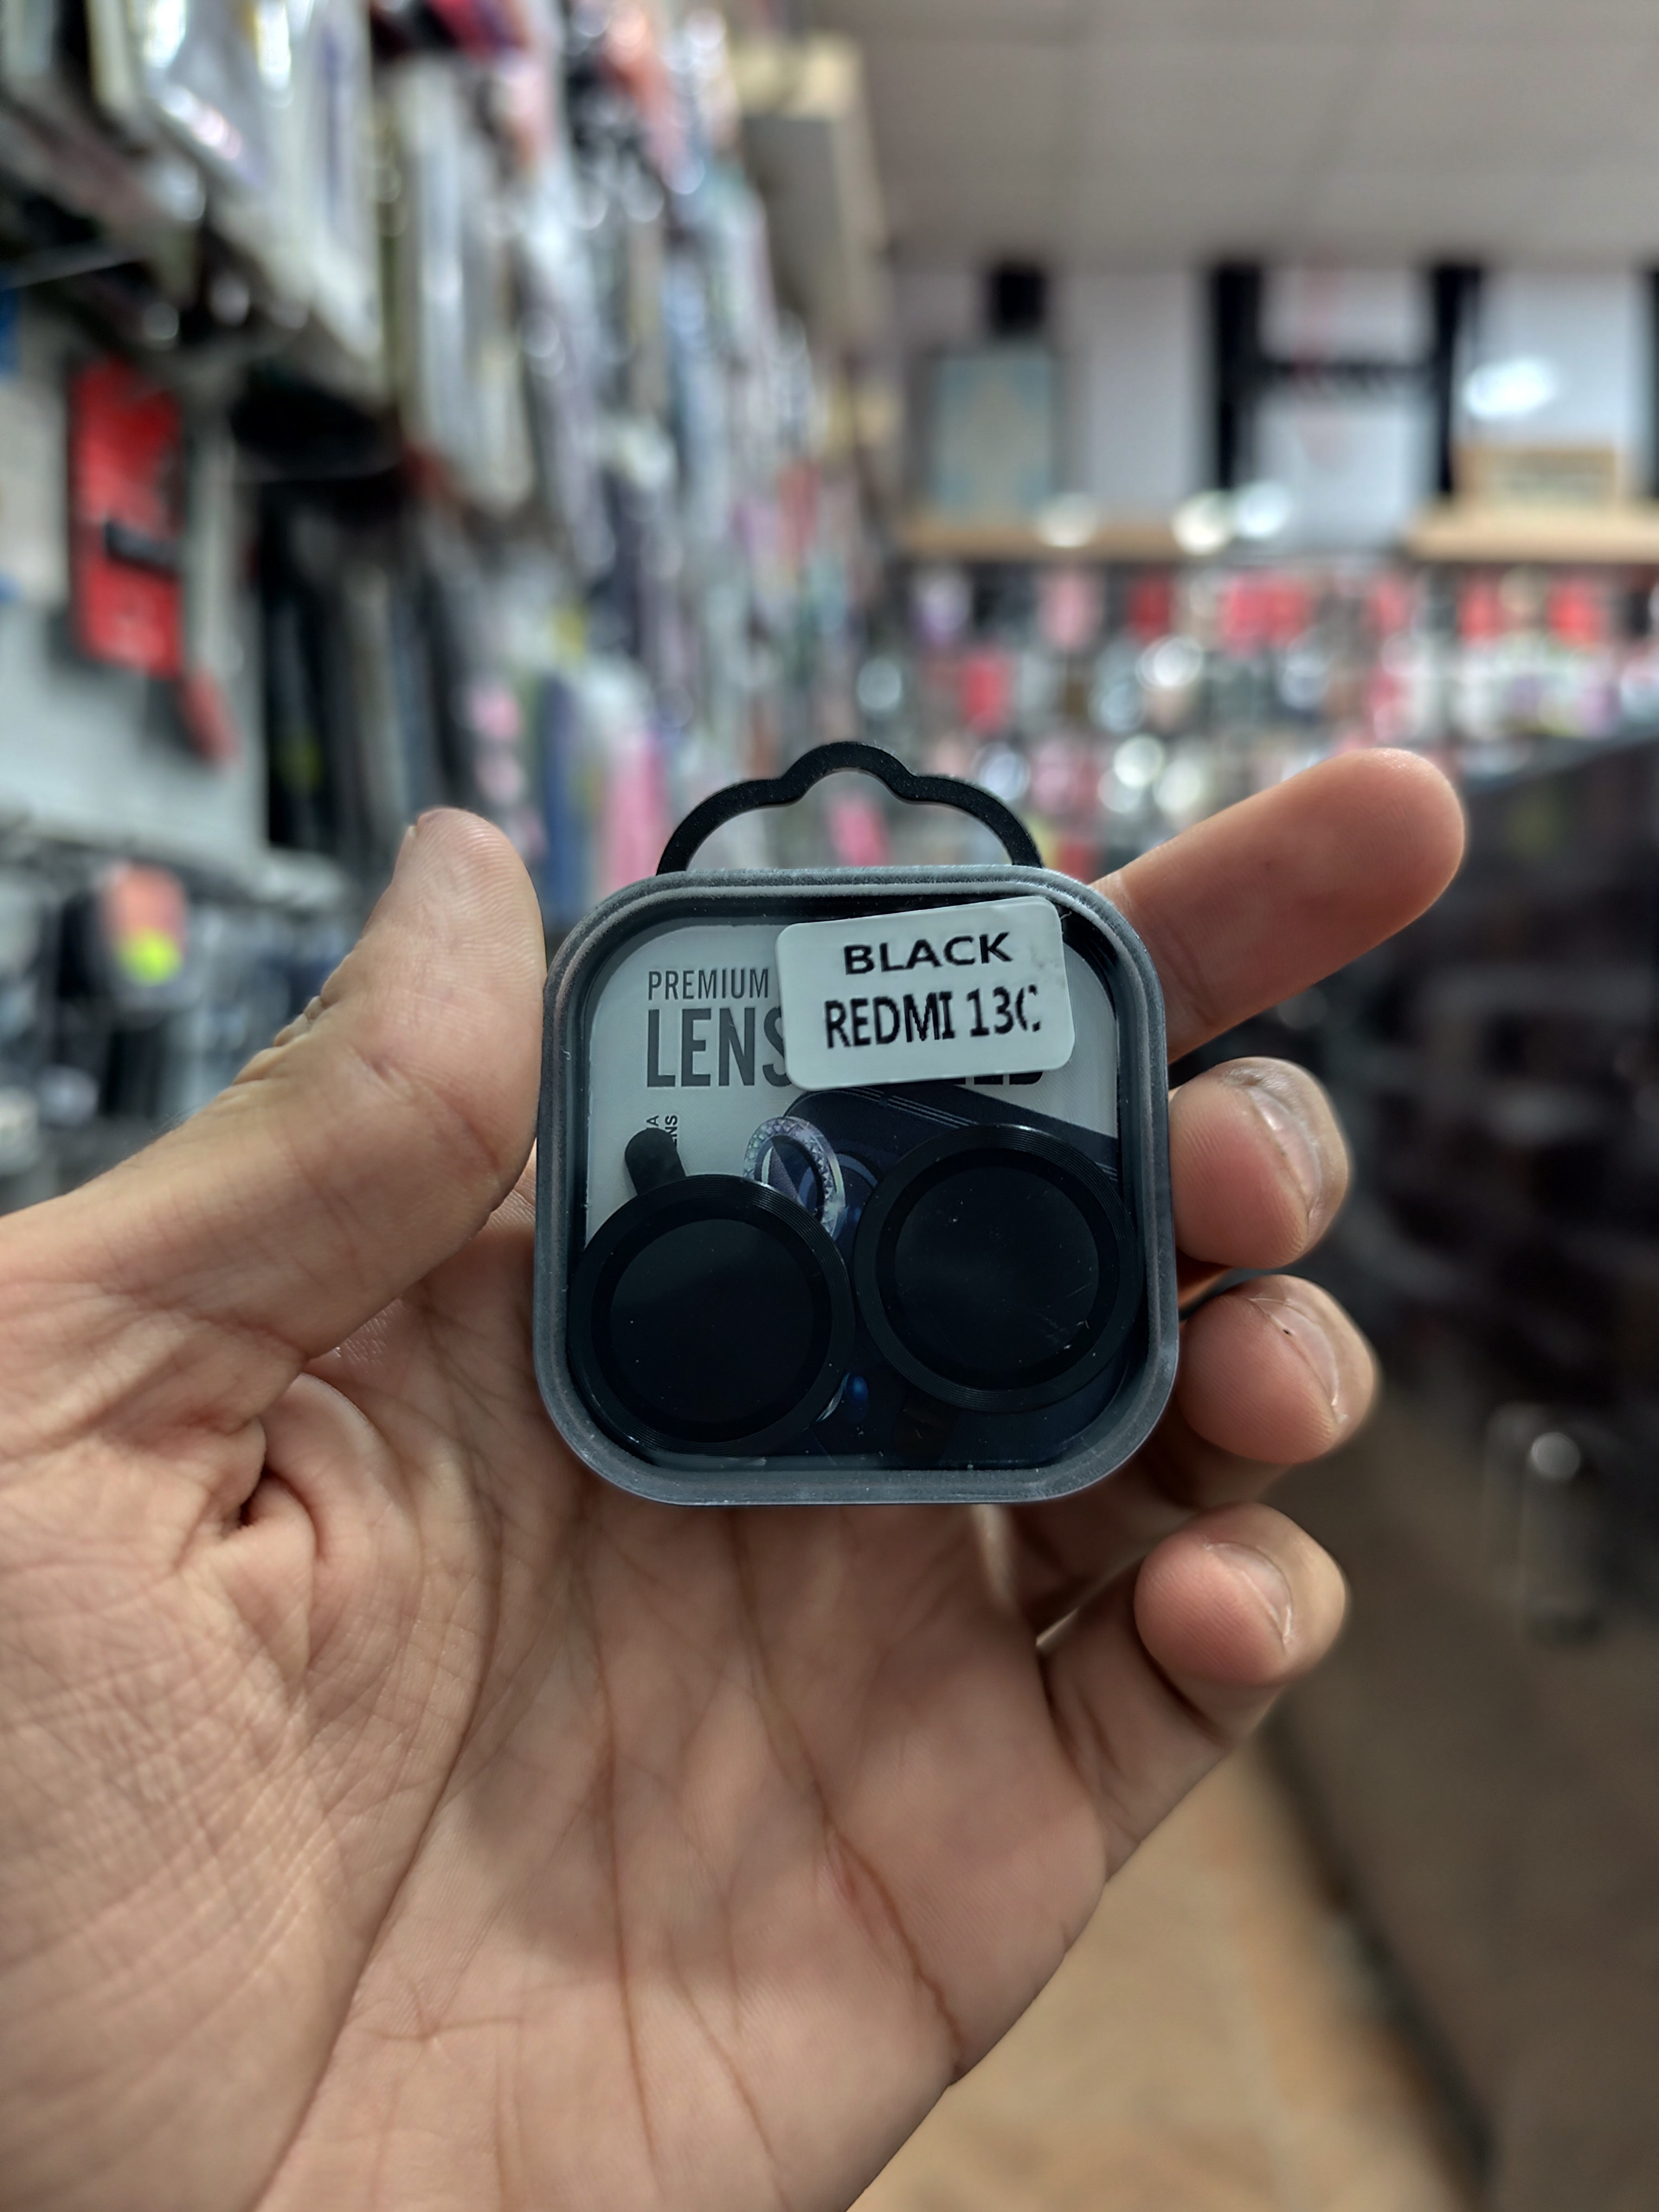 BLACK
REDMI 13C
PREMIUM
LENS